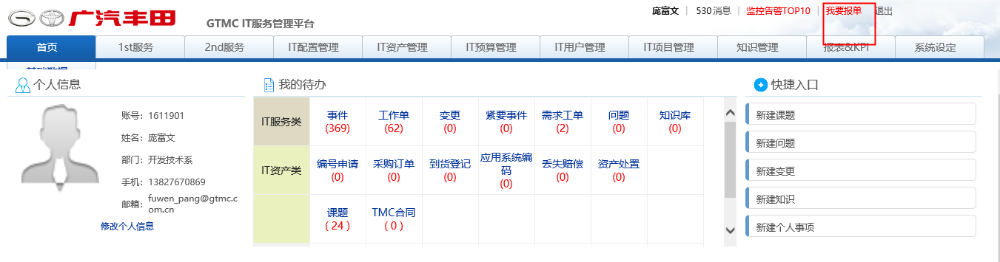 广汽丰田
GTMC IT服务管理平台
庞富文 | 530 消息 | 监控告警TOP10 | 我要报单 退出
首页 1st服务 2nd服务 IT配置管理 IT资产管理 IT预算管理 IT用户管理 IT项目管理 知识管理 报表&KPI 系统设定
基础数据
个人信息
账号: 1611901
姓名: 庞富文
部门: 开发技术系
手机: 13827670869
邮箱: fuwen_pang@gtmc.c
om.cn
修改个人信息
我的待办
IT服务类
事件 工作单 变更 紧要事件 需求工单 问题 知识库
(369) (62) (0) (0) (2) (0) (0)
IT资产类
编号申请 采购订单 到货登记 应用系统编 丢失赔偿 资产处置
码
(0) (0) (0) (0) (0) (0)
课题 TMC合同
( 24 ) ( 0 )
快捷入口
新建课题
新建问题
新建变更
新建知识
新建个人事项